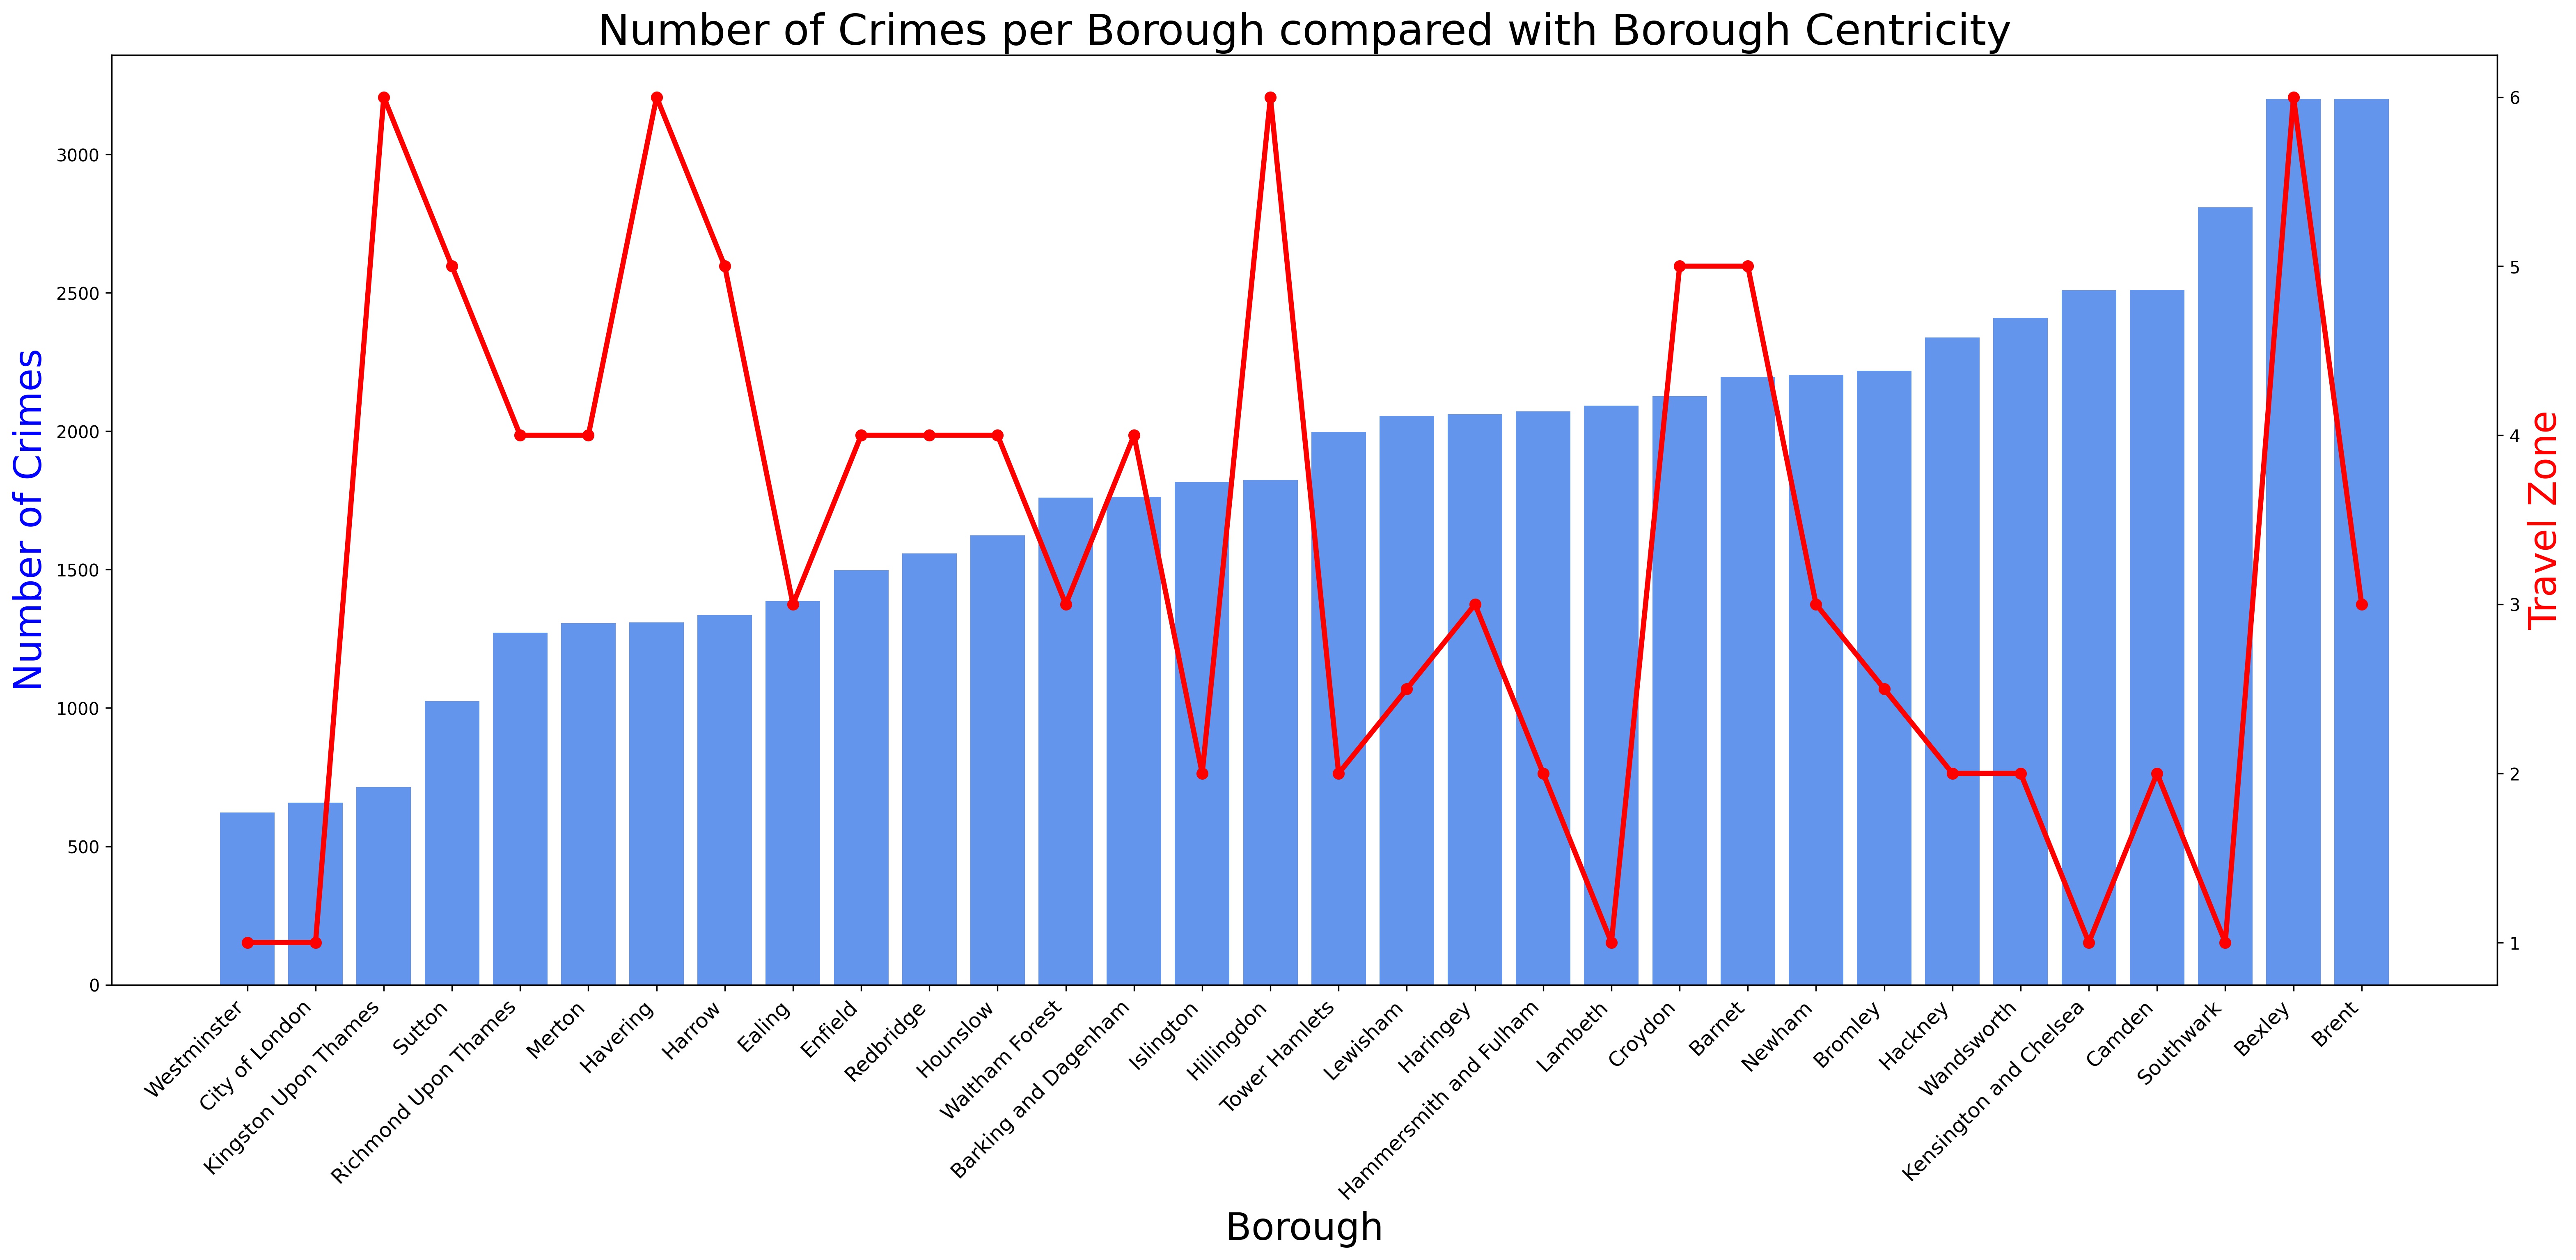 Number of Crimes per Borough compared with Borough Centricity
Number of Crimes
3000
2500
2000
1500
1000
500
0
6
5
4
3
2
1
Travel Zone
Westminster
City of London
Kingston Upon Thames
Sutton
Richmond Upon Thames
Merton
Havering
Harrow
Ealing
Enfield
Redbridge
Hounslow
Waltham Forest
Barking and Dagenham
Islington
Hillingdon
Tower Hamlets
Lewisham
Haringey
Hammersmith and Fulham
Lambeth
Croydon
Barnet
Newham
Bromley
Hackney
Wandsworth
Kensington and Chelsea
Camden
Southwark
Bexley
Brent
Borough